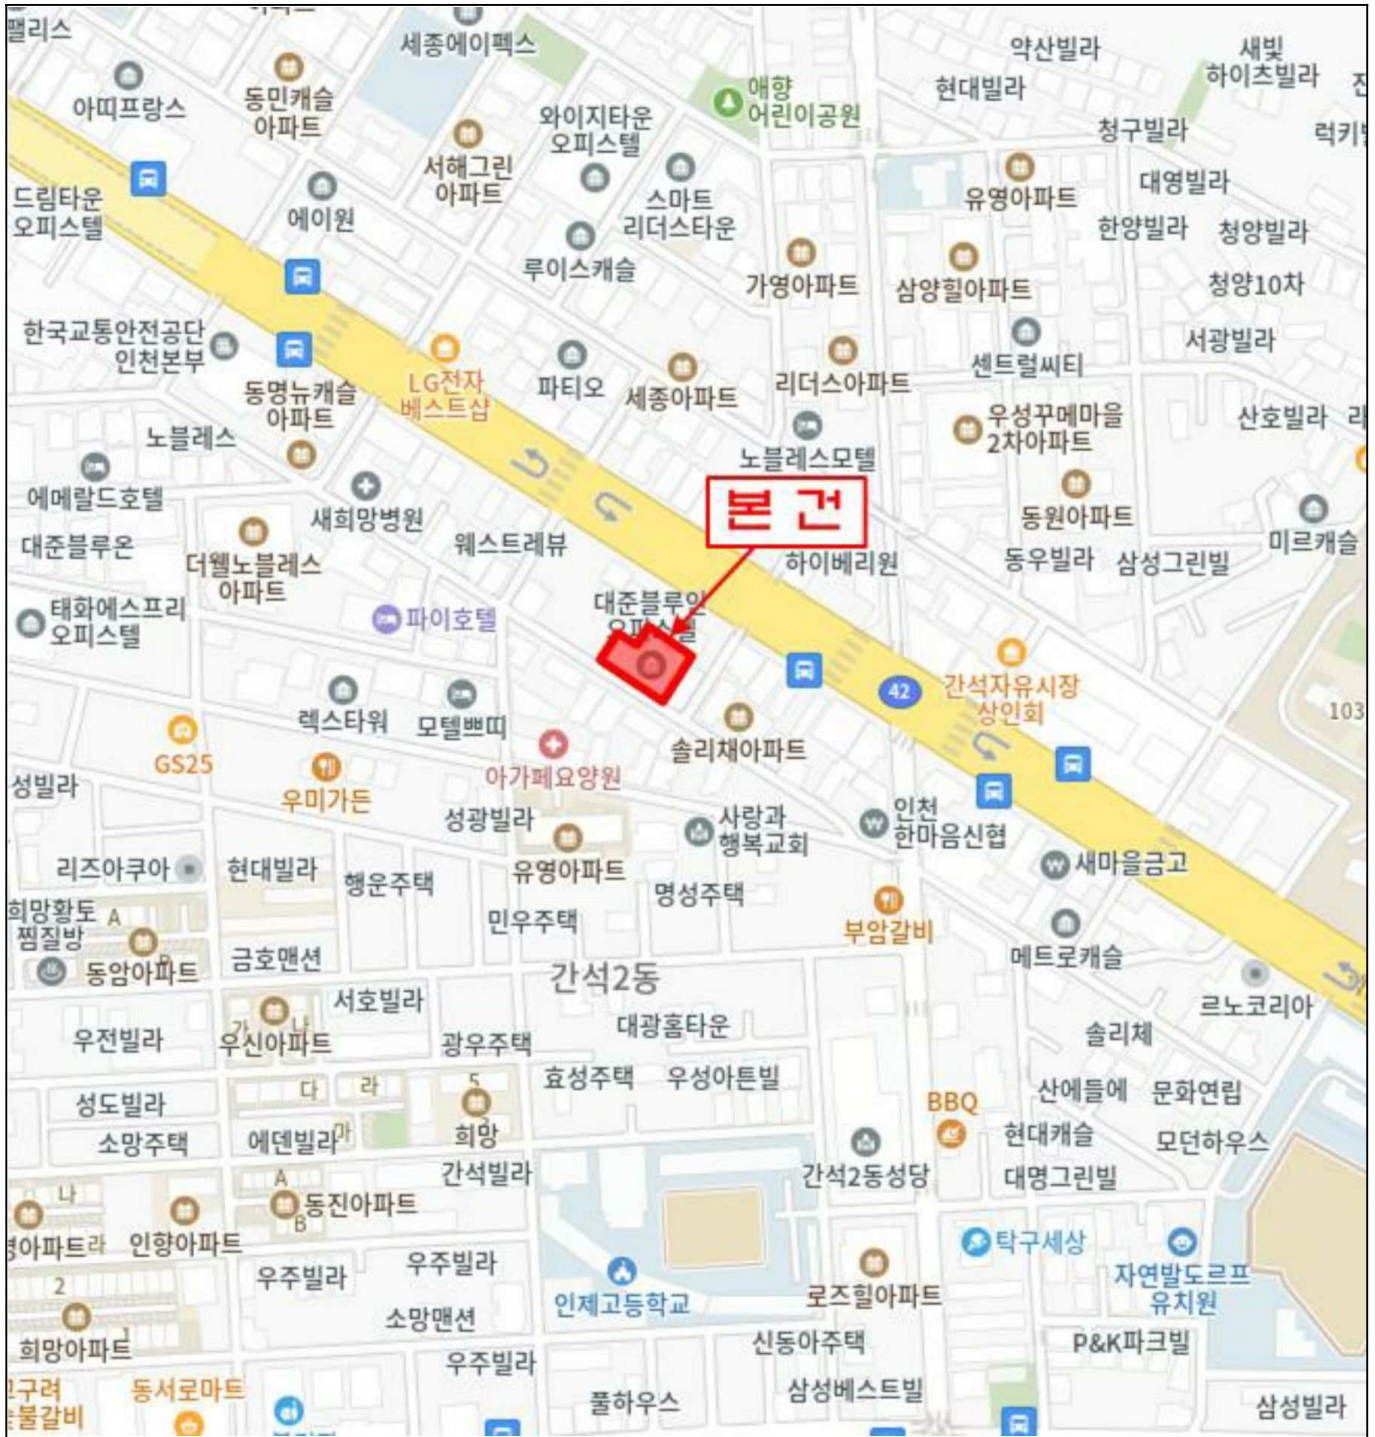 팰리스
세종에이펙스
약산빌라
새빛
하이츠빌라
아띠프랑스
동민캐슬
아파트
애향
어린이공원
현대빌라
와이지타운
오피스텔
청구빌라
서해그린
아파트
스마트
리더스타운
유영아파트
대영빌라
드림타운
오피스텔
에이원
한양빌라
청양빌라
루이스캐슬
가영아파트
삼양힐아파트
청양10차
한국교통안전공단
인천본부
LG전자
베스트샵
파티오
세종아파트
리더스아파트
센트럴씨티
서광빌라
동명뉴캐슬
아파트
노블레스
우성꾸메마을
2차아파트
산호빌라
노블레스모텔
에메랄드호텔
새희망병원
본 건
동원아파트
미르캐슬
대준블루온
더웰노블레스
아파트
웨스트레뷰
하이베리원
동우빌라
삼성그린빌
태화에스프리
오피스텔
파이호텔
대준블루인
오피스텔
간석자유시장
상인회
42
103
렉스타워
모텔쁘띠
솔리채아파트
GS25
아가페요양원
성빌라
우미가든
성광빌라
사랑과
행복교회
인천
한마음신협
리즈아쿠아
현대빌라
행운주택
유영아파트
명성주택
새마을금고
희망황토
찜질방
A
민우주택
부암갈비
B
동암아파트
금호맨션
간석2동
메트로캐슬
르노코리아
서호빌라
우전빌라
가
나
우신아파트
광우주택
대광홈타운
솔리체
다
라
5
효성주택
우성아트빌
산에들에
문화연립
성도빌라
BBQ
소망주택
에덴빌라
마
희망
현대캐슬
모던하우스
간석2동성당
대명그린빌
간석빌라
A
나
동진아파트
B
라
인향아파트
탁구세상
우주빌라
우주빌라
자연발도르프
유치원
2
인제고등학교
로즈힐아파트
소망맨션
1
희망아파트
신동아주택
P&K파크빌
우주빌라
동서로마트
풀하우스
삼성베스트빌
삼성빌라
구려
불갈비